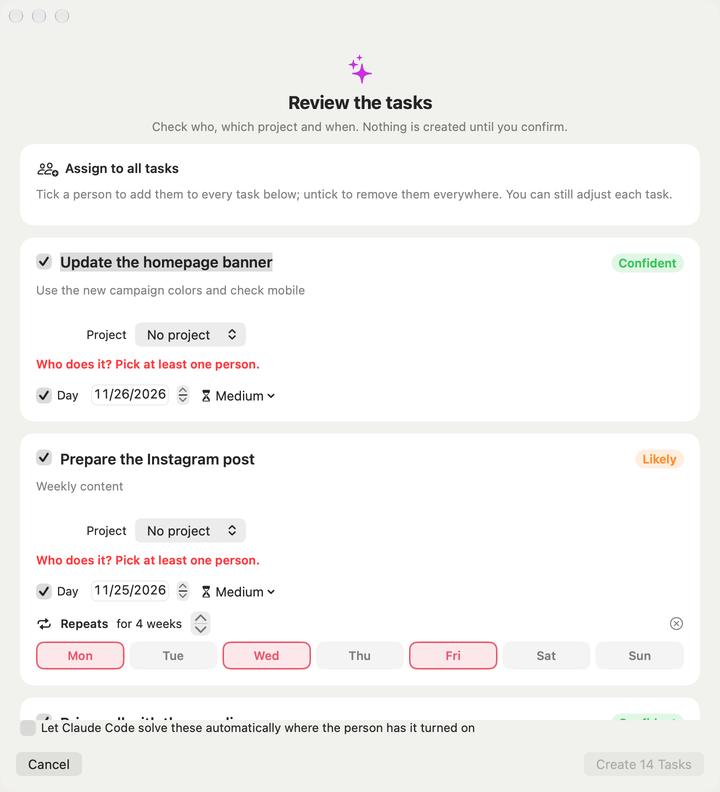 Review the tasks
Check who, which project and when. Nothing is created until you confirm.
Assign to all tasks
Tick a person to add them to every task below; untick to remove them everywhere. You can still adjust each task.
Update the homepage banner
Confident
Use the new campaign colors and check mobile
Project No project
Who does it? Pick at least one person.
Day 11/26/2026 Medium
Prepare the Instagram post
Likely
Weekly content
Project No project
Who does it? Pick at least one person.
Day 11/25/2026 Medium
Repeats for 4 weeks
Mon Tue Wed Thu Fri Sat Sun
Let Claude Code solve these automatically where the person has it turned on
Cancel
Create 14 Tasks